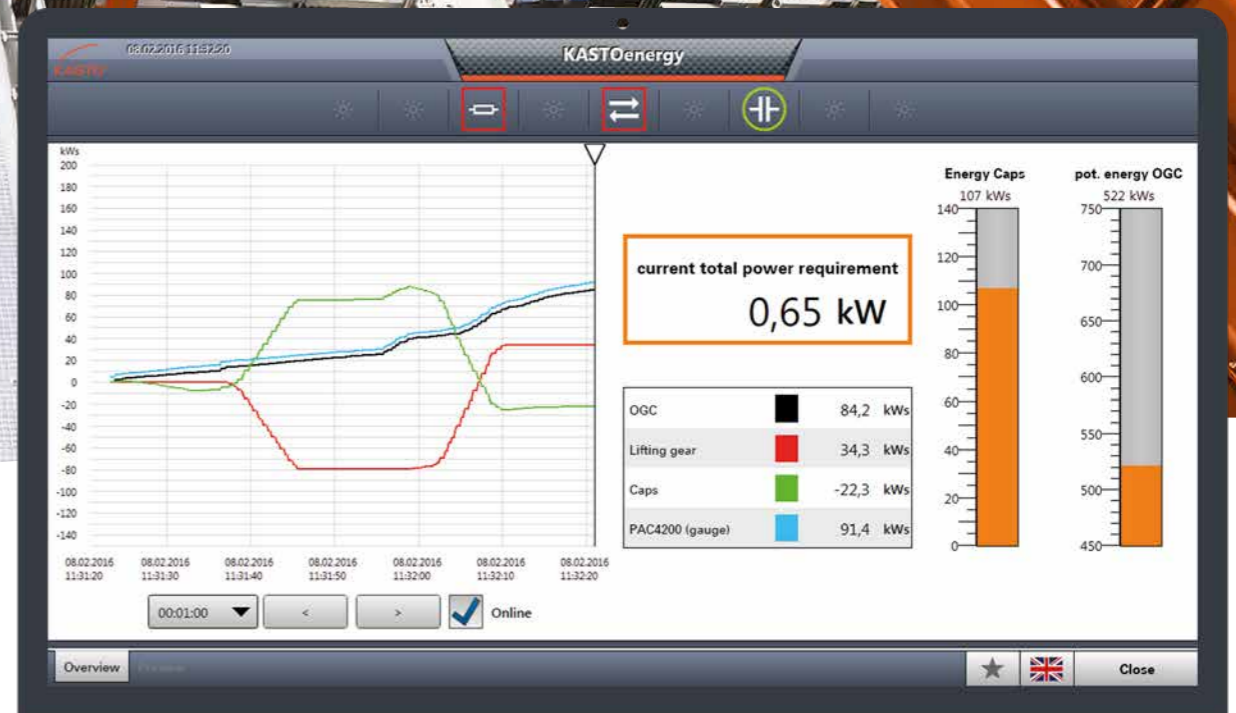 KASTO
08.02.2016 11:32:20
KASTOenergy
kWs
200
180
160
140
120
100
80
60
40
20
0
-20
-40
-60
-80
-100
-120
-140
08.02.2016 08.02.2016 08.02.2016 08.02.2016 08.02.2016 08.02.2016 08.02.2016
11:31:20 11:31:30 11:31:40 11:31:50 11:32:00 11:32:10 11:32:20
00:01:00 < > Online
current total power requirement
0,65 kW
OGC 84,2 kWs
Lifting gear 34,3 kWs
Caps -22,3 kWs
PAC4200 (gauge) 91,4 kWs
Energy Caps
107 kWs
140
120
100
80
60
40
20
0
pot. energy OGC
522 kWs
750
700
650
600
550
500
450
Overview
Close